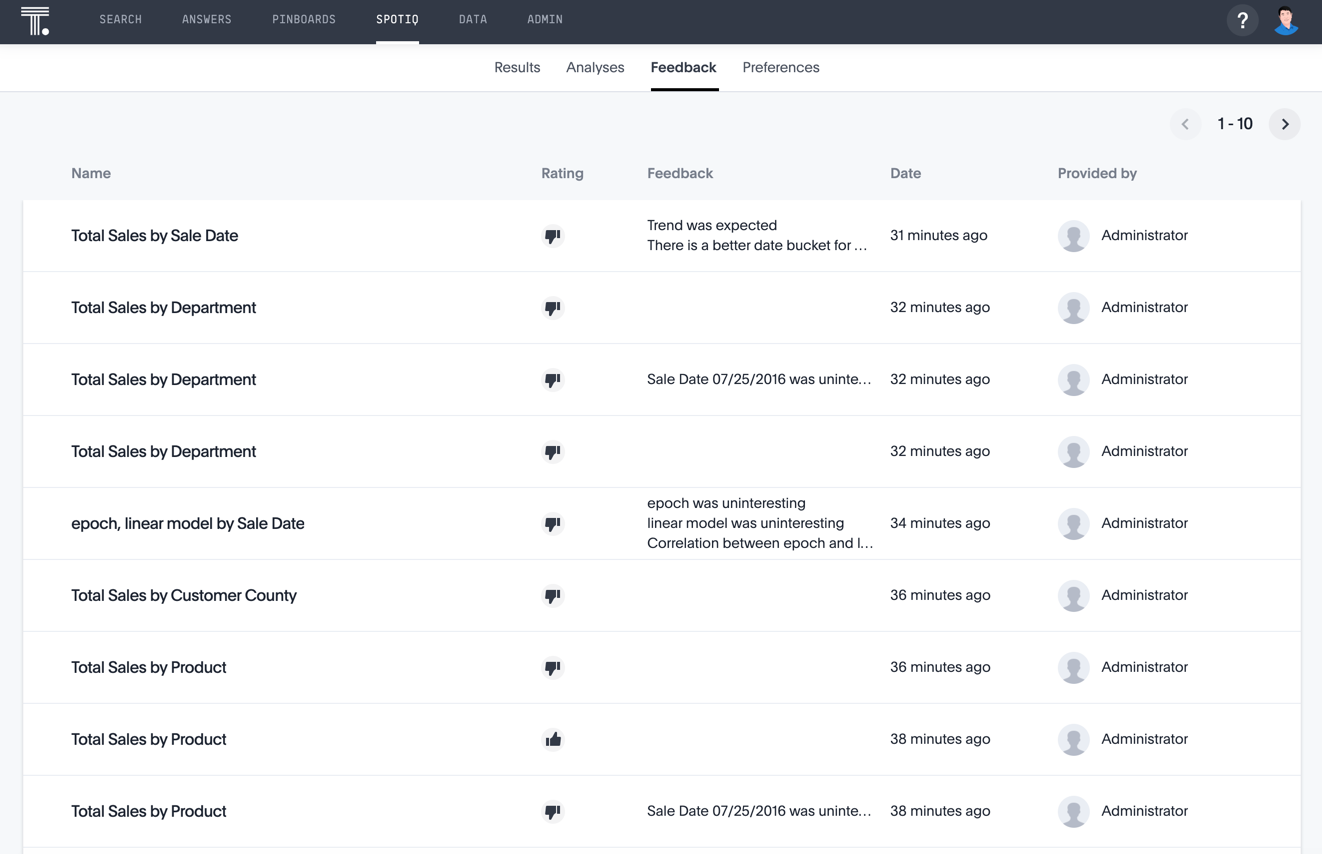 T.
SEARCH ANSWERS PINBOARDS SPOTIQ DATA ADMIN ?
Results Analyses Feedback Preferences
1 - 10
Name Rating Feedback Date Provided by
Total Sales by Sale Date
Trend was expected
There is a better date bucket for ...
31 minutes ago Administrator
Total Sales by Department 32 minutes ago Administrator
Total Sales by Department Sale Date 07/25/2016 was uninte... 32 minutes ago Administrator
Total Sales by Department 32 minutes ago Administrator
epoch, linear model by Sale Date
epoch was uninteresting
linear model was uninteresting
Correlation between epoch and l...
34 minutes ago Administrator
Total Sales by Customer County 36 minutes ago Administrator
Total Sales by Product 36 minutes ago Administrator
Total Sales by Product 38 minutes ago Administrator
Total Sales by Product Sale Date 07/25/2016 was uninte... 38 minutes ago Administrator